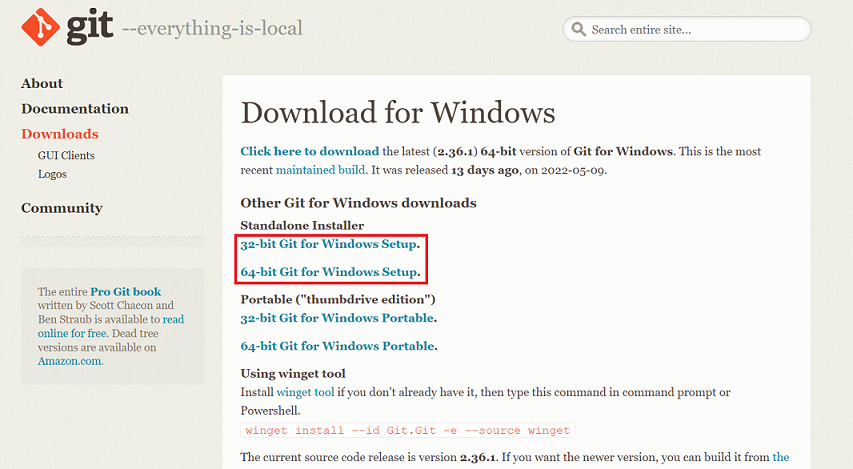 git --everything-is-local
Search entire site...
About
Documentation
Downloads
GUI Clients
Logos
Community
The entire Pro Git book
written by Scott Chacon and
Ben Straub is available to read
online for free. Dead tree
versions are available on
Amazon.com.
Download for Windows
Click here to download the latest (2.36.1) 64-bit version of Git for Windows. This is the most
recent maintained build. It was released 13 days ago, on 2022-05-09.
Other Git for Windows downloads
Standalone Installer
32-bit Git for Windows Setup.
64-bit Git for Windows Setup.
Portable ("thumbdrive edition")
32-bit Git for Windows Portable.
64-bit Git for Windows Portable.
Using winget tool
Install winget tool if you don't already have it, then type this command in command prompt or
Powershell.
winget install --id Git.Git -e --source winget
The current source code release is version 2.36.1. If you want the newer version, you can build it from the